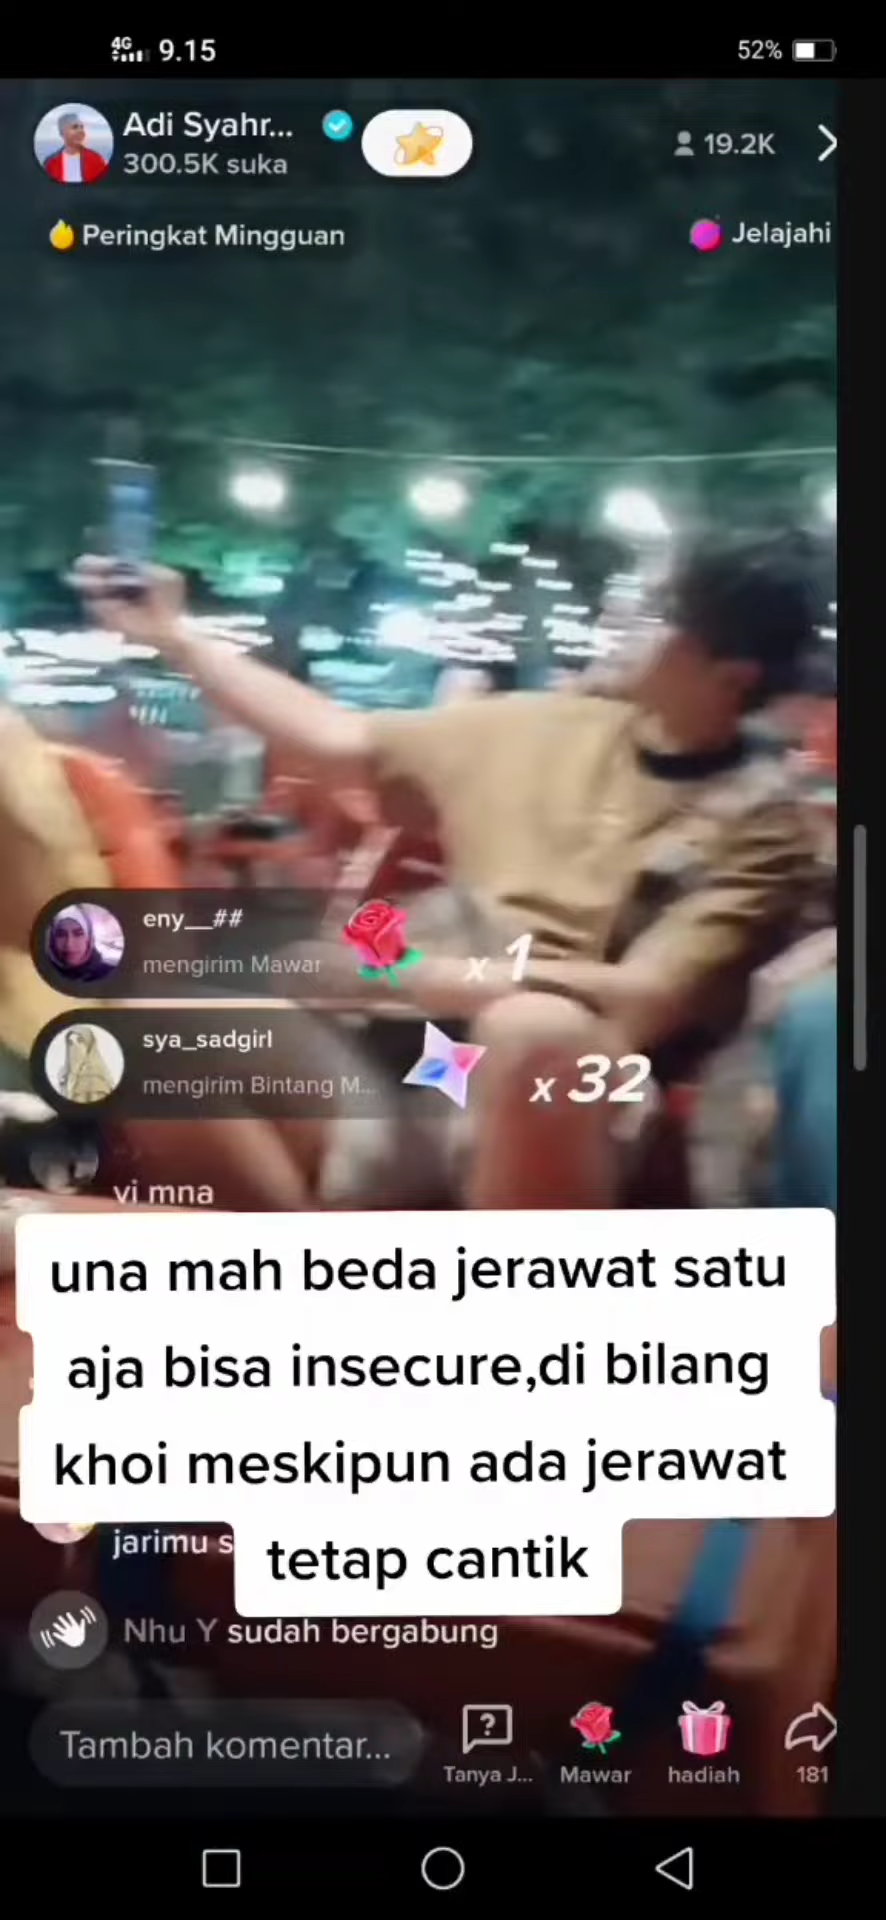 4G 9.15 52%
Adi Syahr...
300.5K suka
19.2K
Peringkat Mingguan
Jelajahi
eny__##
mengirim Mawar
x 1
sya_sadgirl
mengirim Bintang M...
x 32
vi mna
una mah beda jerawat satu
aja bisa insecure,di bilang
khoi meskipun ada jerawat
tetap cantik
jarimu s
Nhu Y sudah bergabung
Tambah komentar...
?
Tanya J...
Mawar
hadiah
181